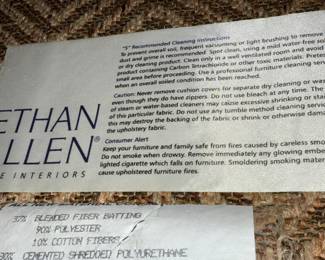 "S" Recommended Cleaning Instructions
To prevent overall soil, frequent vacuuming or light brushing to remove
dust and grime is recommended. Spot clean, using a mild water-free sol
or dry cleaning product. Clean only in a well ventilated room and avoid
product containing Carbon Tetrachloride or other toxic materials. Pretes
small area before proceeding. Use a professional furniture cleaning servi
when an overall soiled condition has been reached.
Caution: Never remove cushion covers for separate dry cleaning or was
even though they do have zippers. Do not use bleach at any time. The
of steam or water-based cleaners may cause excessive shrinking or stai
of this particular fabric. Do not use any tumble method cleaning servic
this may destroy the backing of the fabric or shrink or otherwise dama
the upholstery fabric.
ETHAN
ALLEN®
E INTERIORS
Consumer Alert
Keep your furniture and family safe from fires caused by careless smok
Do not smoke when drowsy. Remove immediately any glowing embe
lighted cigarette which falls on furniture. Smoldering smoking mater
cause upholstered furniture fires.
37% BLENDED FIBER BATTING
90% POLYESTER
10% COTTON FIBERS
CEMENTED SHREDDED POLYURETHANE